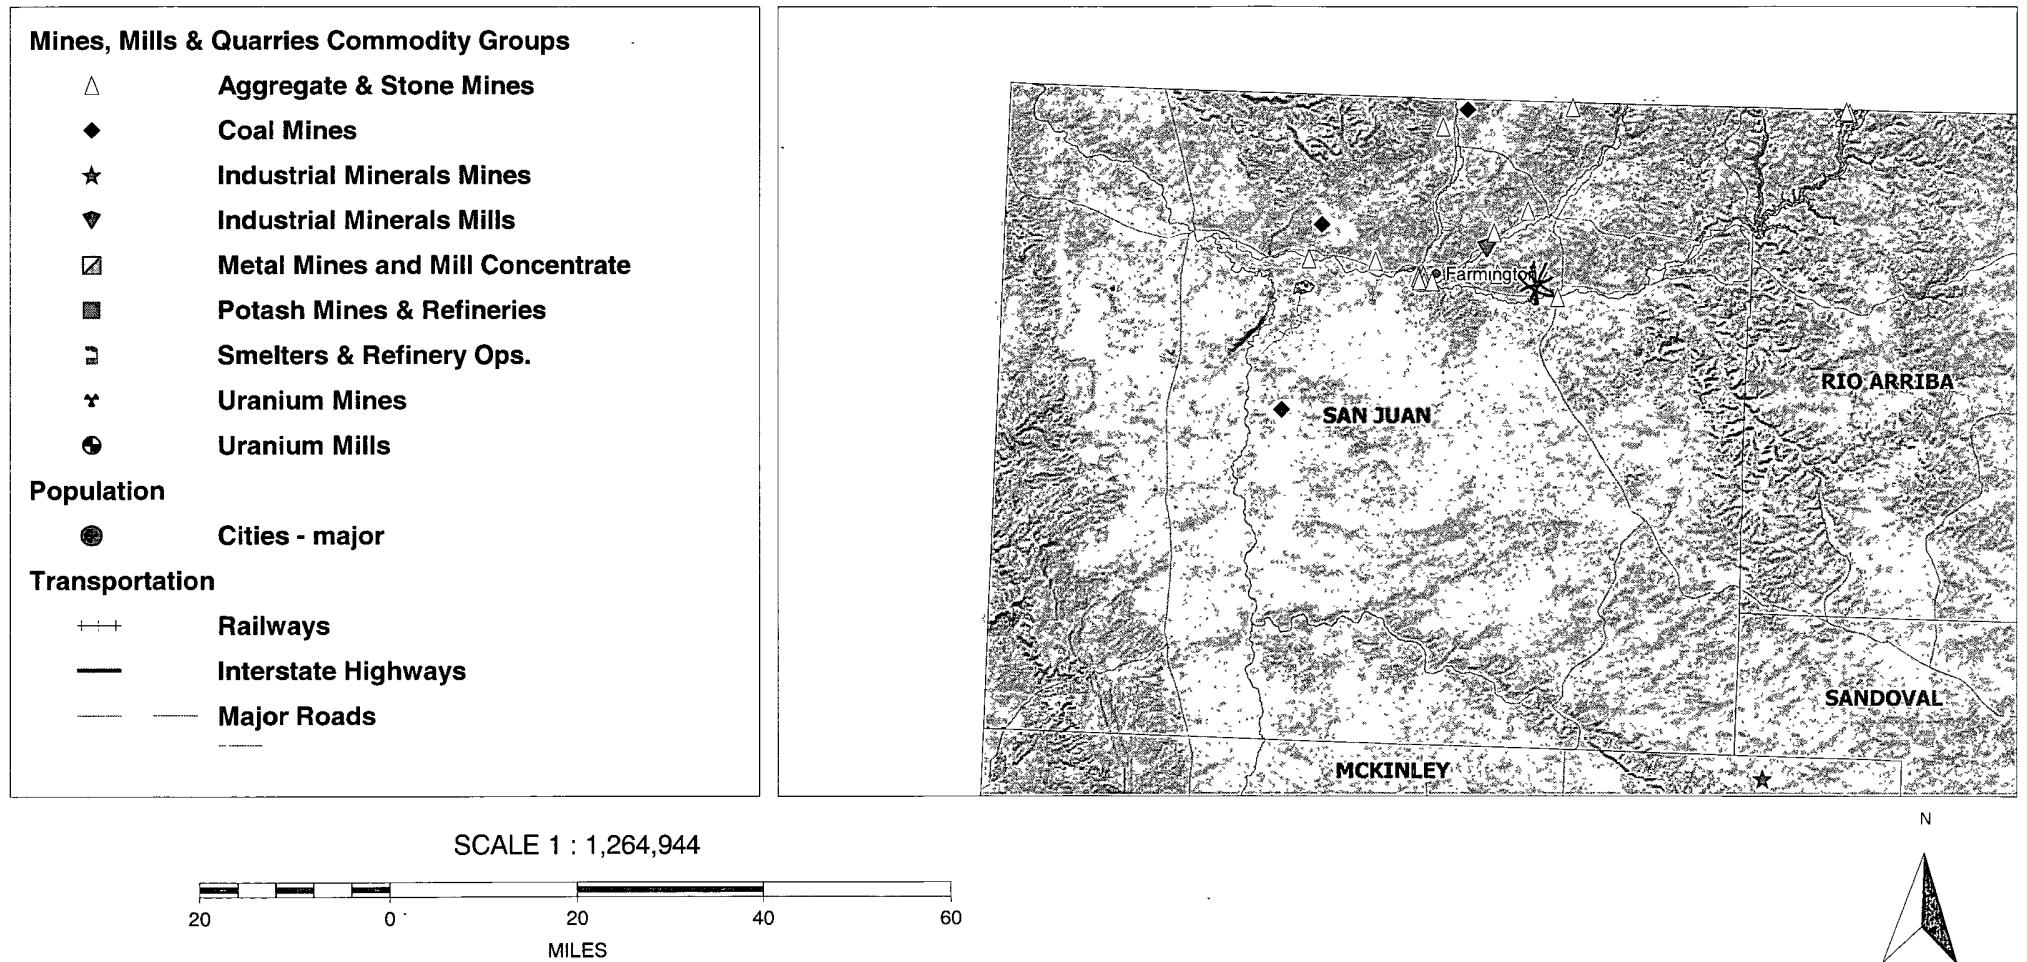 Mines, Mills & Quarries Commodity Groups
Aggregate & Stone Mines
Coal Mines
Industrial Minerals Mines
Industrial Minerals Mills
Metal Mines and Mill Concentrate
Potash Mines & Refineries
Smelters & Refinery Ops.
Uranium Mines
Uranium Mills
Population
Cities - major
Transportation
Railways
Interstate Highways
Major Roads
Farmington
RIO ARRIBA
SAN JUAN
SANDOVAL
MCKINLEY
SCALE 1 : 1,264,944
20 0 20 40 60
MILES
N